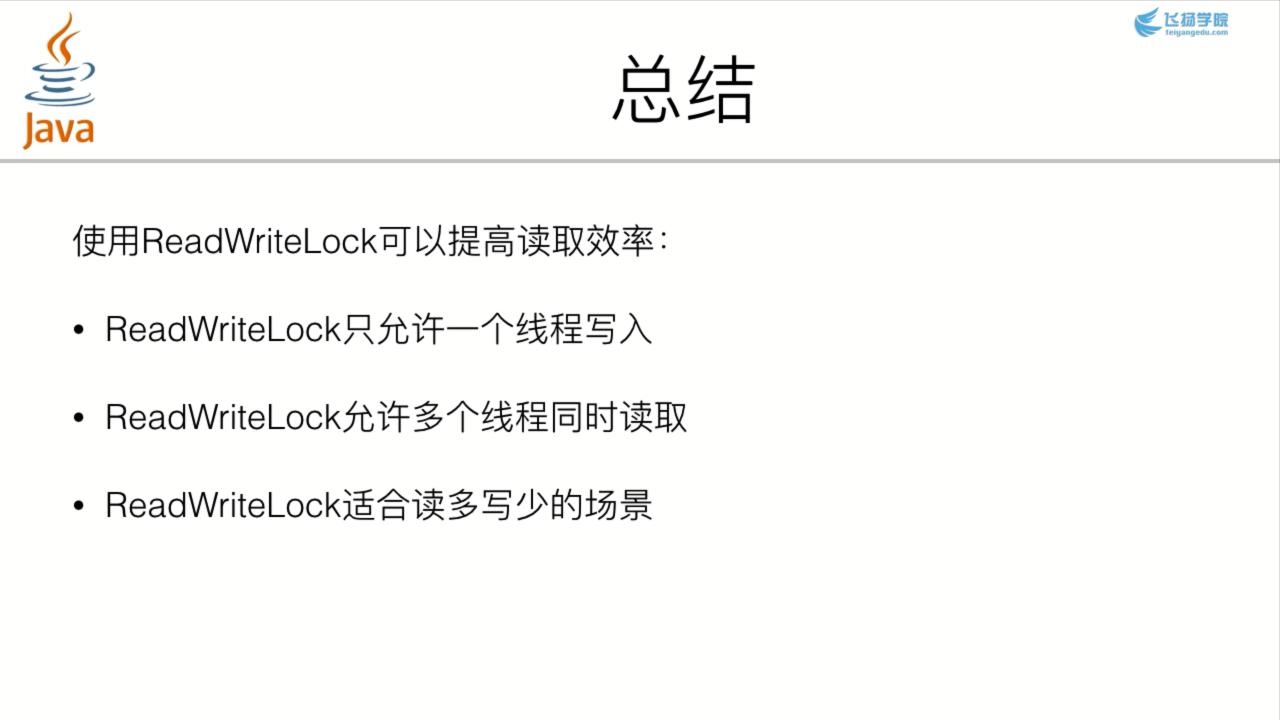 飞扬学院
feiyangedu.com
Java
总结
使用ReadWriteLock可以提高读取效率：
• ReadWriteLock只允许一个线程写入
• ReadWriteLock允许多个线程同时读取
• ReadWriteLock适合读多写少的场景